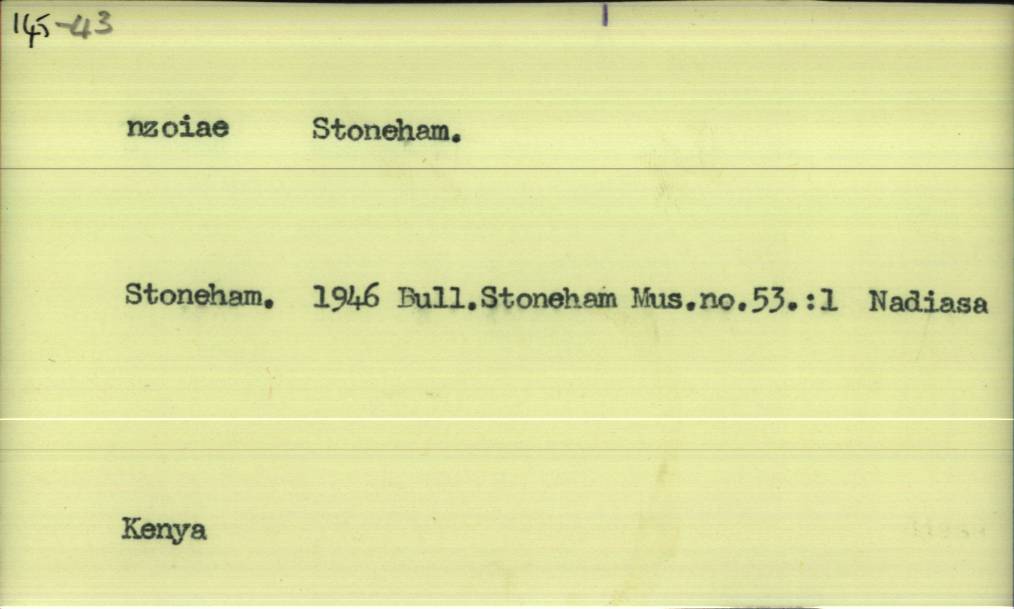 145-43
nzoiae Stoneham.
Stoneham. 1946 Bull.Stoneham Mus.no.53.:1 Nadiasa
Kenya